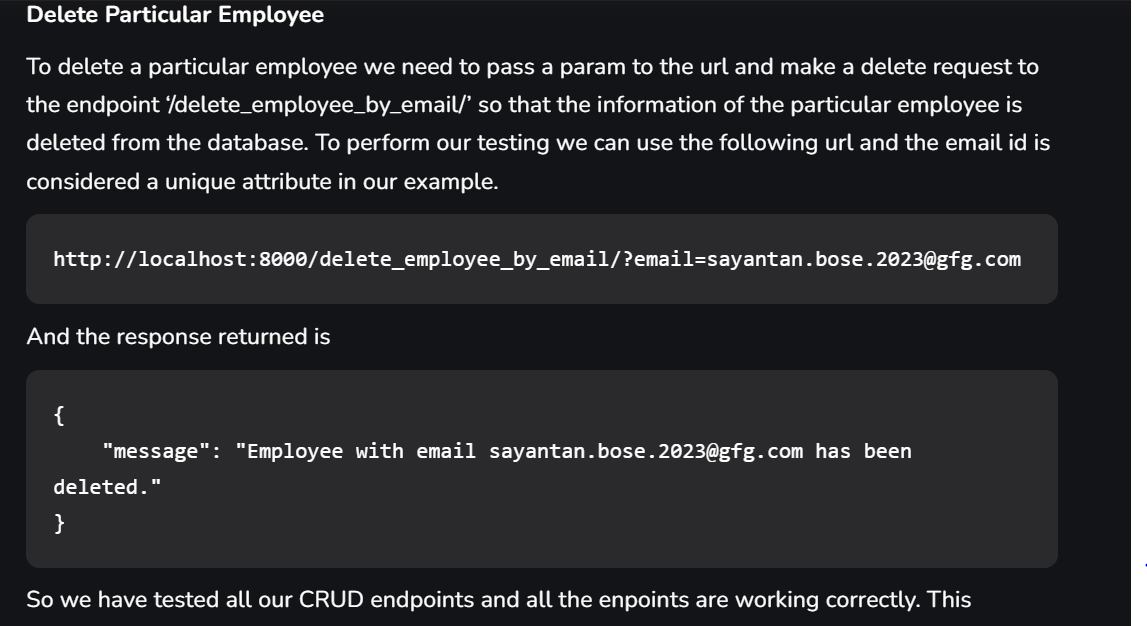 Delete Particular Employee
To delete a particular employee we need to pass a param to the url and make a delete request to
the endpoint ‘/delete_employee_by_email/’ so that the information of the particular employee is
deleted from the database. To perform our testing we can use the following url and the email id is
considered a unique attribute in our example.
http://localhost:8000/delete_employee_by_email/?email=sayantan.bose.2023@gfg.com
And the response returned is
{
    "message": "Employee with email sayantan.bose.2023@gfg.com has been
deleted."
}
So we have tested all our CRUD endpoints and all the enpoints are working correctly. This